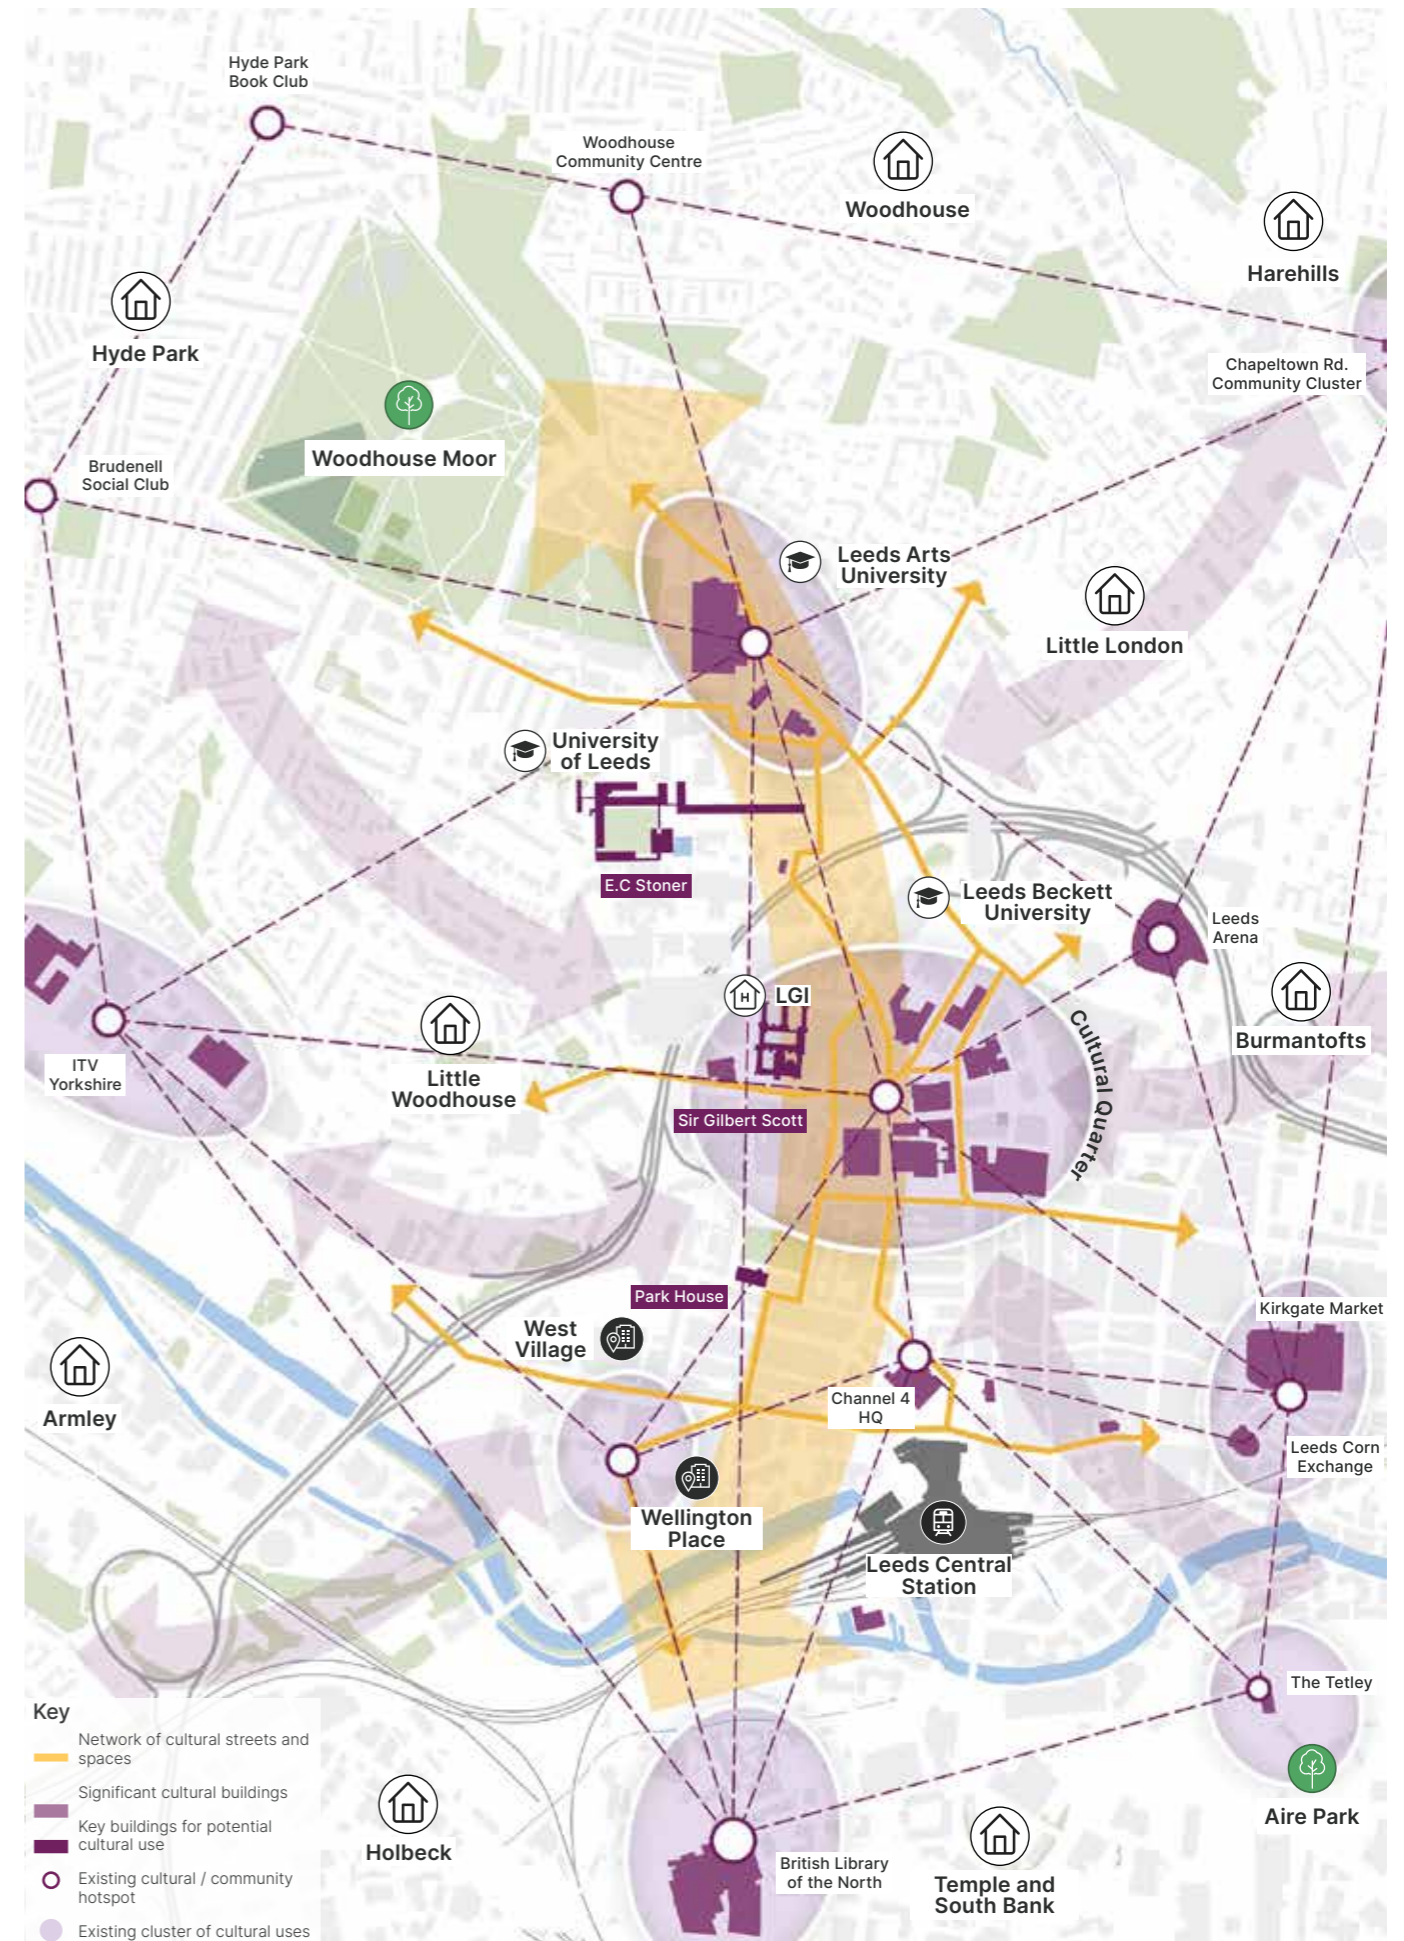 Hyde Park
Book Club
Woodhouse
Community Centre
Woodhouse
Harehills
Hyde Park
Chapeltown Rd.
Community Cluster
Woodhouse Moor
Brudenell
Social Club
Leeds Arts
University
Little London
University
of Leeds
E.C Stoner
Leeds Beckett
University
Leeds
Arena
H
LGI
Burmantofts
Cultural Quarter
ITV
Yorkshire
Little
Woodhouse
Sir Gilbert Scott
Park House
West
Village
Kirkgate Market
Armley
Channel 4
HQ
Leeds Corn
Exchange
Wellington
Place
Leeds Central
Station
The Tetley
Aire Park
Holbeck
British Library
of the North
Temple and
South Bank
Key
Network of cultural streets and
spaces
Significant cultural buildings
Key buildings for potential
cultural use
Existing cultural / community
hotspot
Existing cluster of cultural uses